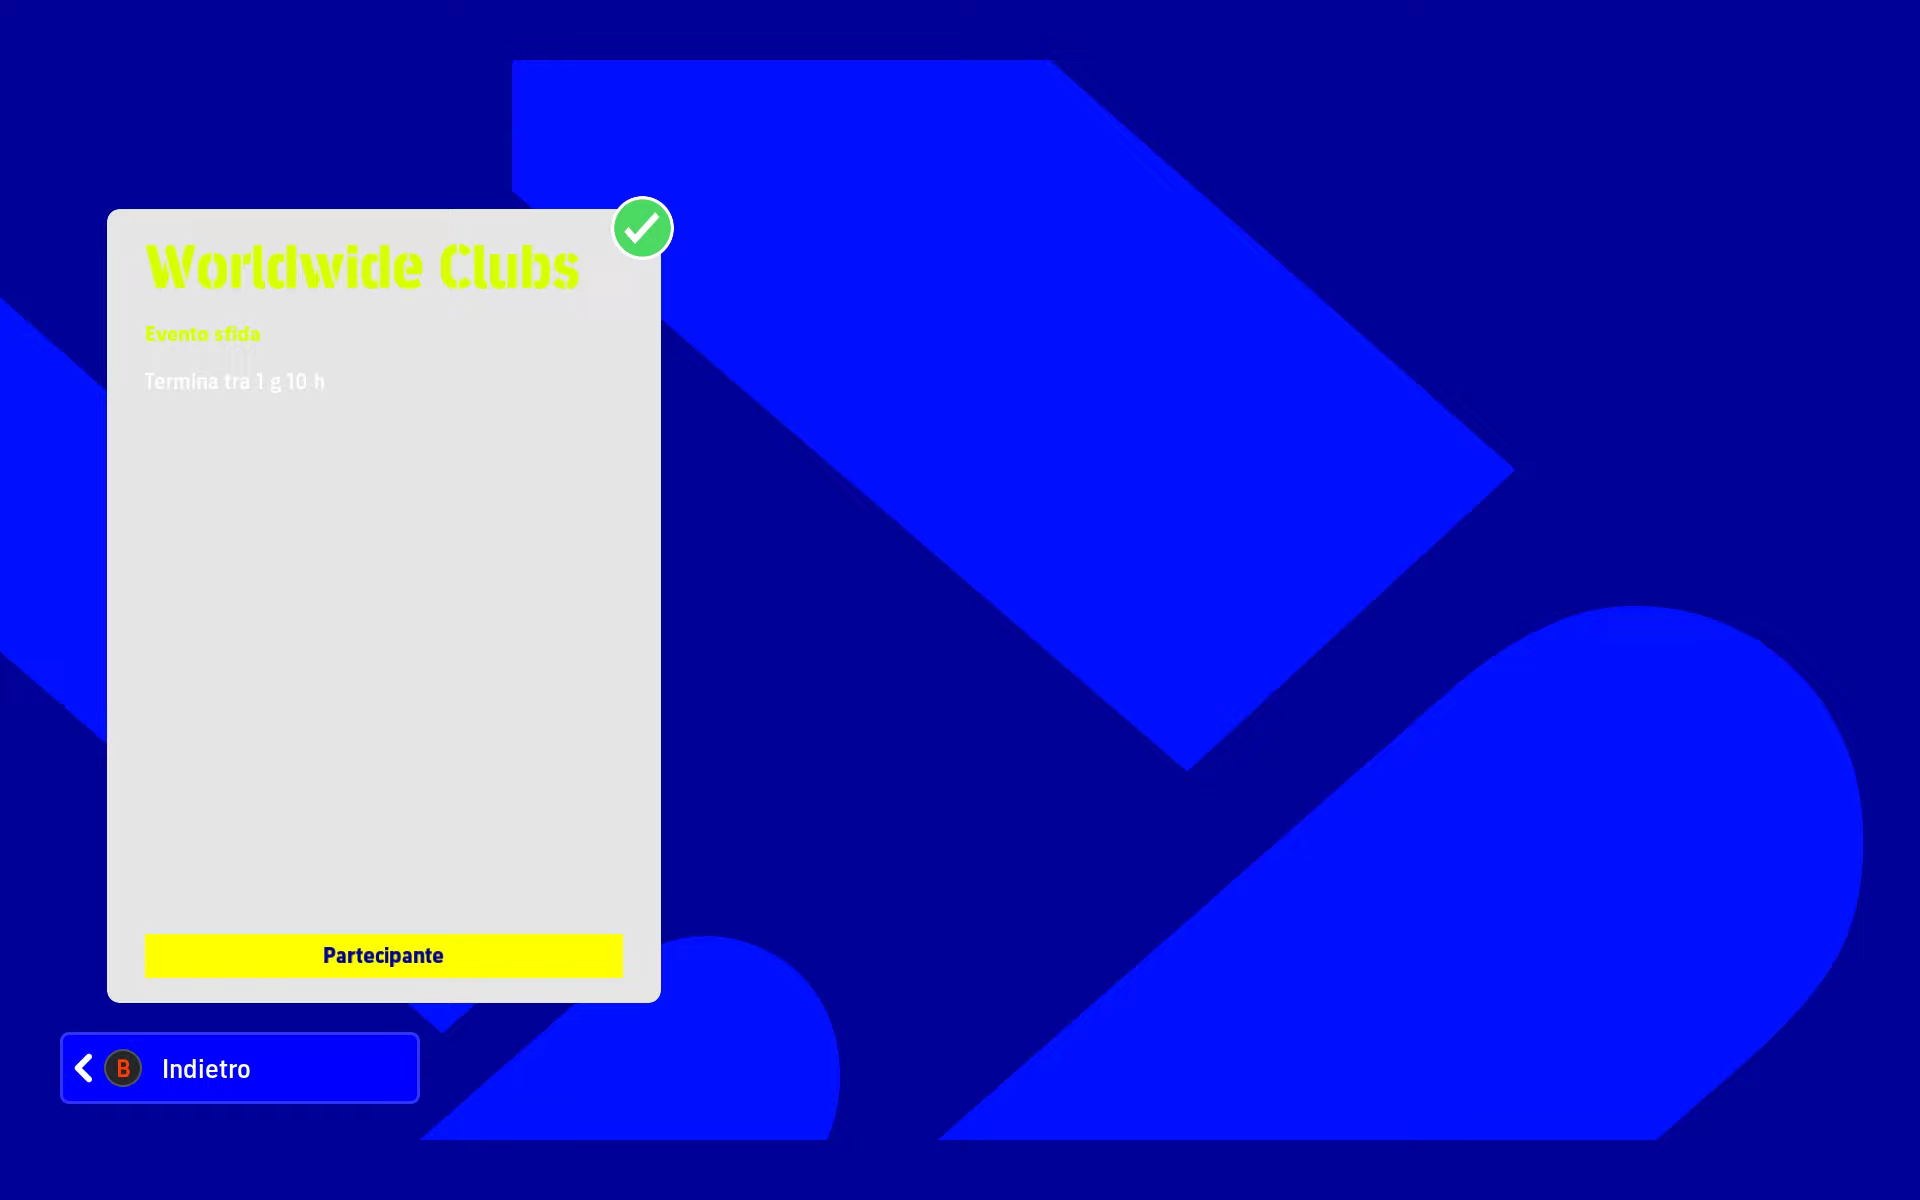 Worldwide Clubs
Evento sfida
Termina tra 1 g 10 h
Partecipante
B Indietro